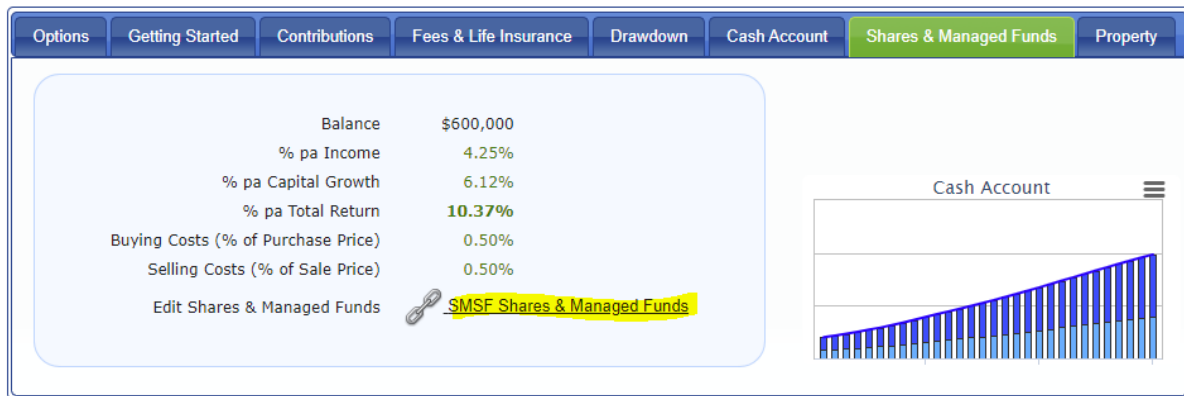 Options Getting Started Contributions Fees & Life Insurance Drawdown Cash Account Shares & Managed Funds Property
Balance $600,000
% pa Income 4.25%
% pa Capital Growth 6.12%
% pa Total Return 10.37%
Buying Costs (% of Purchase Price) 0.50%
Selling Costs (% of Sale Price) 0.50%
Edit Shares & Managed Funds SMSF Shares & Managed Funds
Cash Account